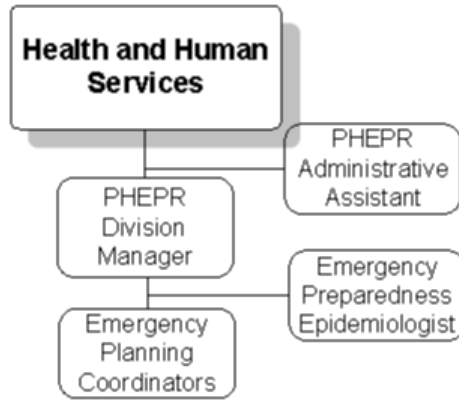 Health and Human
Services
PHEPR
Administrative
Assistant
PHEPR
Division
Manager
Emergency
Preparedness
Epidemiologist
Emergency
Planning
Coordinators